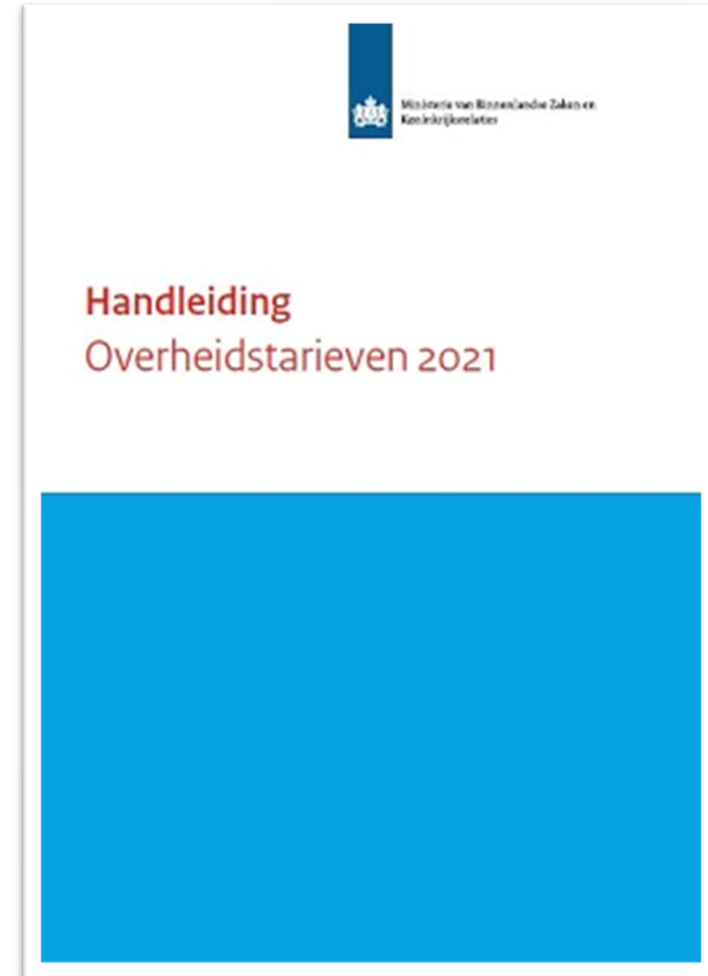 Ministerie van Binnenlandse Zaken en
Koninkrijksrelaties
Handleiding
Overheidstarieven 2021